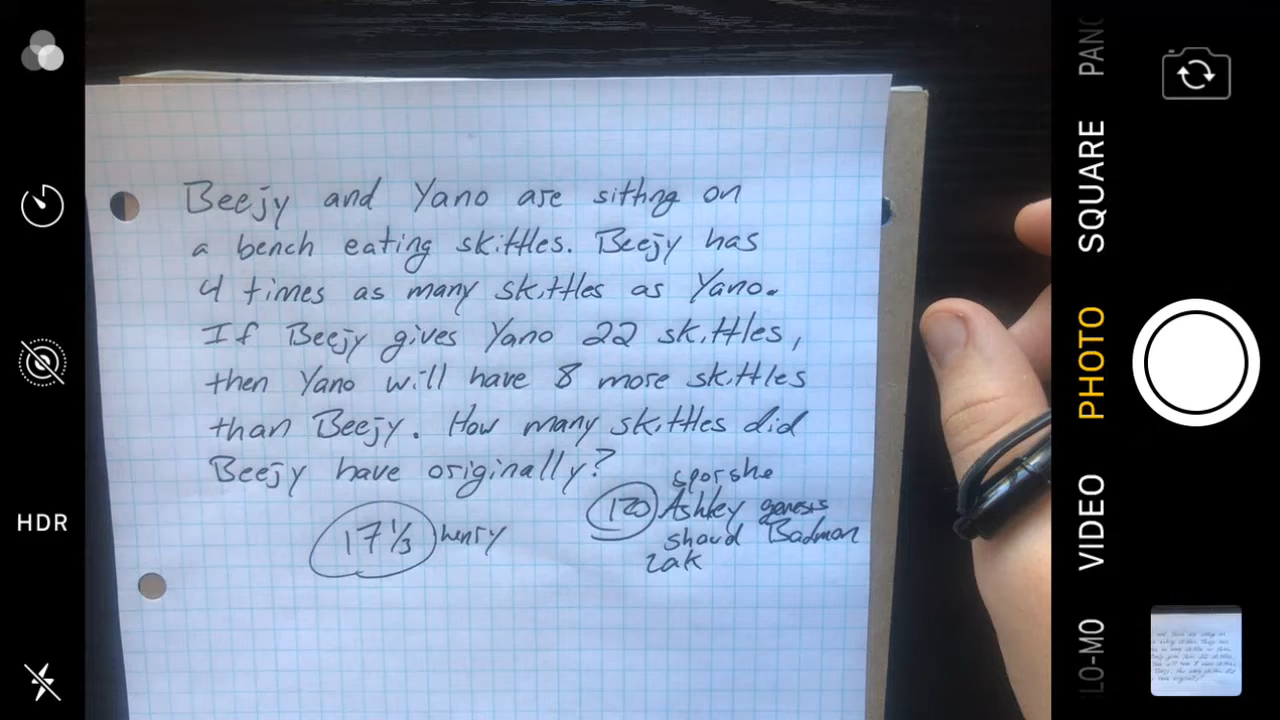 Beejy and Yano are sitting on
a bench eating skittles. Beejy has
4 times as many skittles as Yano.
If Beejy gives Yano 22 skittles,
then Yano will have 8 more skittles
than Beejy. How many skittles did
Beejy have originally?
sporshe
120 Ashley genesis
17 1/3 henry
shoud Badman
zak
HDR
PANO
SQUARE
PHOTO
VIDEO
LO-MO